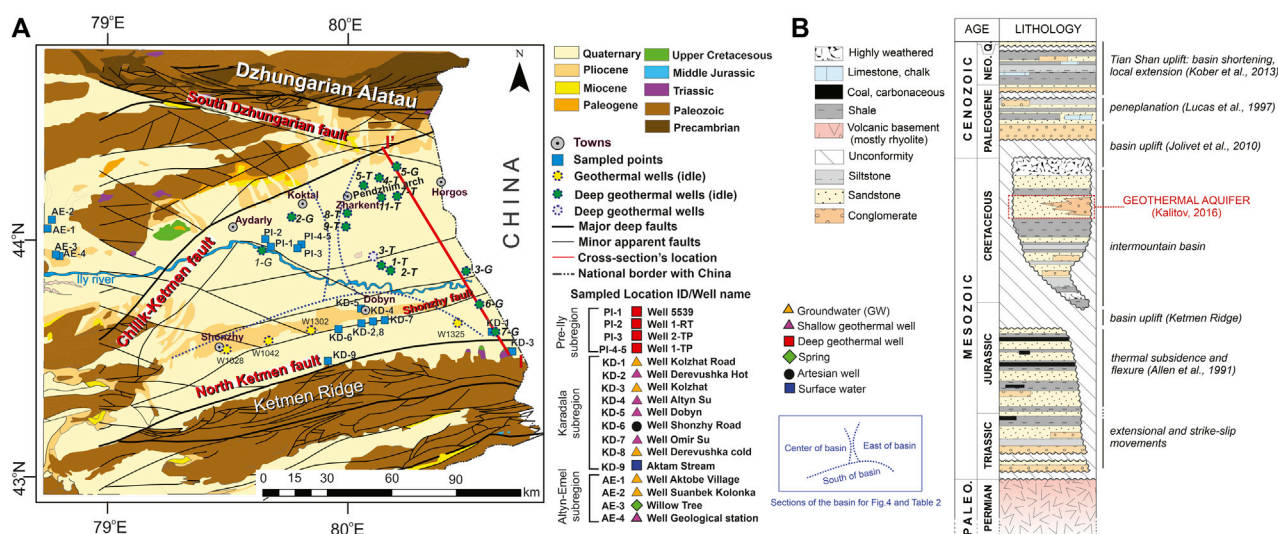 A
79°E
80°E
N
Dzhungarian Alatau
South Dzhungarian fault
I'
5-G
5-T
4-T
Pendzhim arch
7-T
11-T
Horgos
Koktal
Zharkent
2-G
8-T
9-T
Aydarly
CHINA
AE-2
AE-1
AE-3
AE-4
44°N
PI-2
PI-1
PI-4-5
PI-3
1-G
3-T
1-T
2-T
3-G
Ily river
Chilik-Ketmen fault
Dobyn
KD-5
KD-4
Shonzhy fault
6-G
W1302
KD-7
KD-6
KD-2,8
W1325
KD-1
7-G
KD-3
Shonzhy
W1042
W1028
KD-9
I
North Ketmen fault
Ketmen Ridge
43°N
0 15 30 60 90
km
79°E
80°E
Quaternary
Pliocene
Miocene
Paleogene
Upper Cretacesous
Middle Jurassic
Triassic
Paleozoic
Precambrian
Towns
Sampled points
Geothermal wells (idle)
Deep geothermal wells (idle)
Deep geothermal wells
Major deep faults
Minor apparent faults
Cross-section's location
National border with China
Sampled Location ID/Well name
Pre-Ily subregion
PI-1 Well 5539
PI-2 Well 1-RT
PI-3 Well 2-TP
PI-4-5 Well 1-TP
Karadala subregion
KD-1 Well Kolzhat Road
KD-2 Well Derevushka Hot
KD-3 Well Kolzhat
KD-4 Well Altyn Su
KD-5 Well Dobyn
KD-6 Well Shonzhy Road
KD-7 Well Omir Su
KD-8 Well Derevushka cold
KD-9 Aktam Stream
Altyn-Emel subregion
AE-1 Well Aktobe Village
AE-2 Well Suanbek Kolonka
AE-3 Willow Tree
AE-4 Well Geological station
Groundwater (GW)
Shallow geothermal well
Deep geothermal well
Spring
Artesian well
Surface water
Center of basin
East of basin
South of basin
Sections of the basin for Fig.4 and Table 2
B
Highly weathered
Limestone, chalk
Coal, carbonaceous
Shale
Volcanic basement
(mostly rhyolite)
Unconformity
Siltstone
Sandstone
Conglomerate
AGE
LITHOLOGY
CENOZOIC
Q.
NEO.
PALEOGENE
MESOZOIC
CRETACEOUS
JURASSIC
TRIASSIC
PALEO.
PERMIAN
Tian Shan uplift: basin shortening,
local extension (Kober et al., 2013)
peneplanation (Lucas et al., 1997)
basin uplift (Jolivet et al., 2010)
GEOTHERMAL AQUIFER
(Kalitov, 2016)
intermountain basin
basin uplift (Ketmen Ridge)
thermal subsidence and
flexure (Allen et al., 1991)
extensional and strike-slip
movements